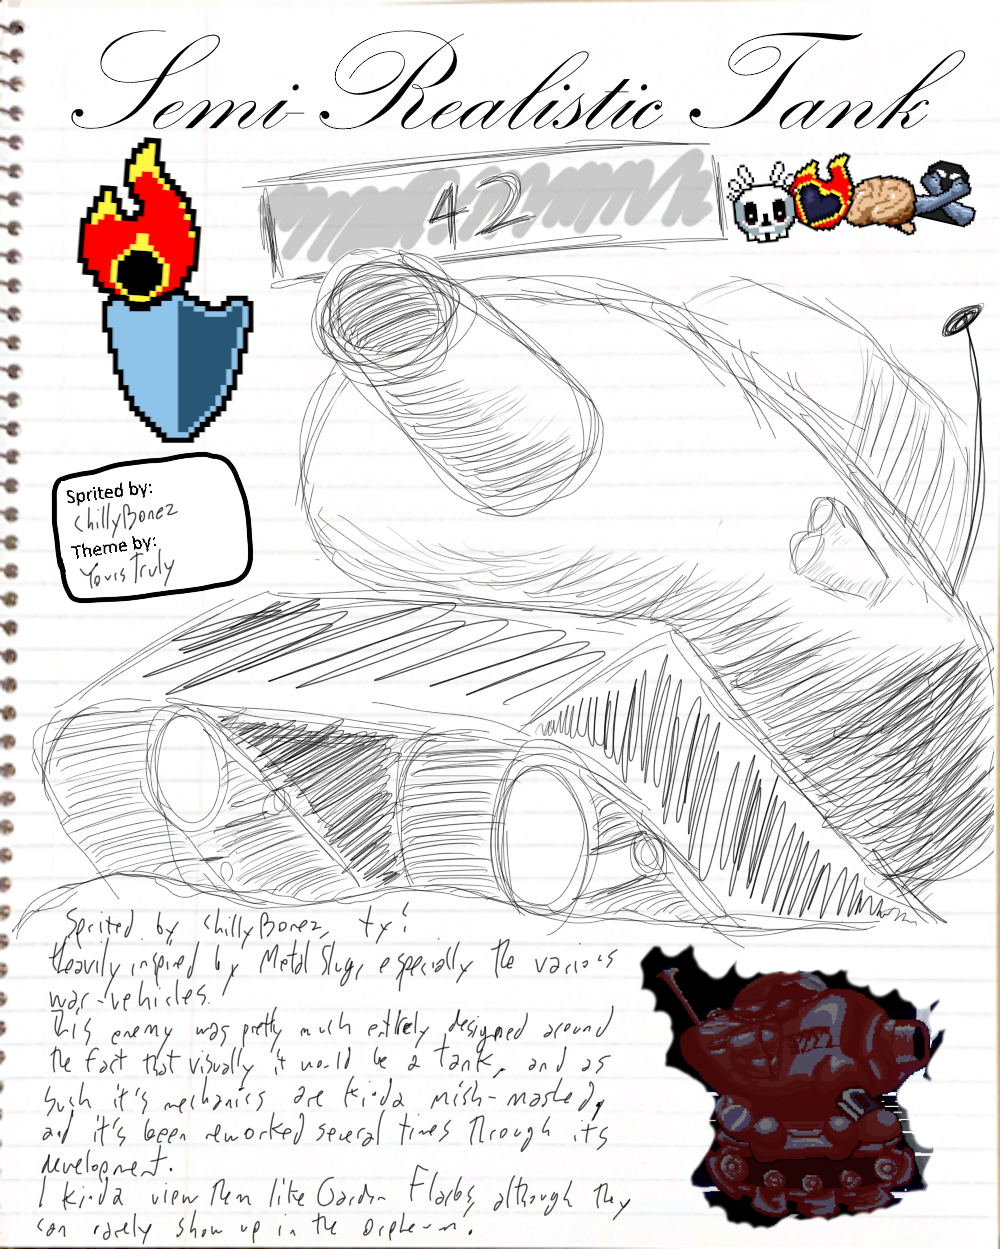 Semi-Realistic Tank
42
Sprited by:
ChillyBonez
Theme by:
Yours Truly
Sprited by ChillyBonez, ty!
Heavily inspired by Metal Slug, especially the various
war-vehicles.
This enemy was pretty much entirely designed around
the fact that visually it would be a tank, and as
such it's mechanics are kinda mish-mashed,
and it's been reworked several times through its
development.
I kinda view them like Garden Flarbs, although they
can rarely show up in the Orpheum.